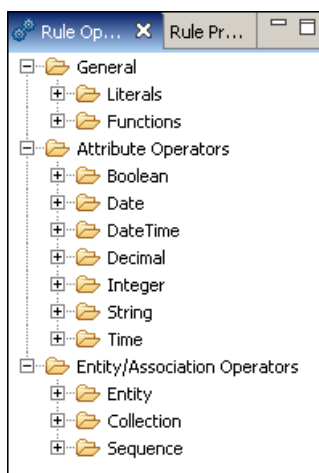 Rule Op... Rule Pr...
General
Literals
Functions
Attribute Operators
Boolean
Date
DateTime
Decimal
Integer
String
Time
Entity/Association Operators
Entity
Collection
Sequence